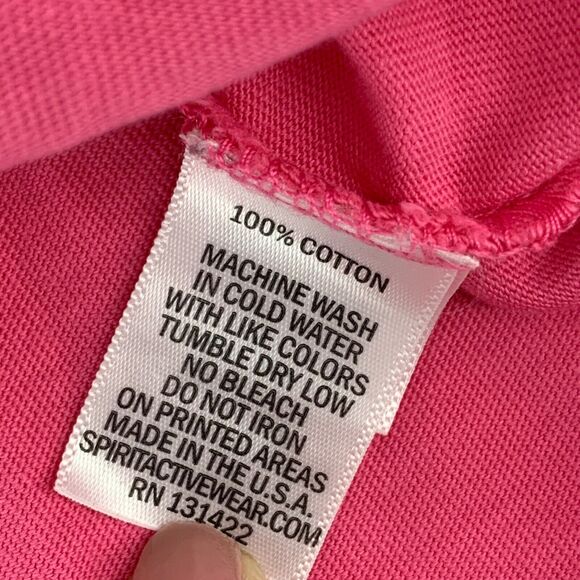 100% COTTON
MACHINE WASH
IN COLD WATER
WITH LIKE COLORS
TUMBLE DRY LOW
NO BLEACH
DO NOT IRON
ON PRINTED AREAS
MADE IN THE U.S.A.
SPIRITACTIVEWEAR.COM
RN 131422